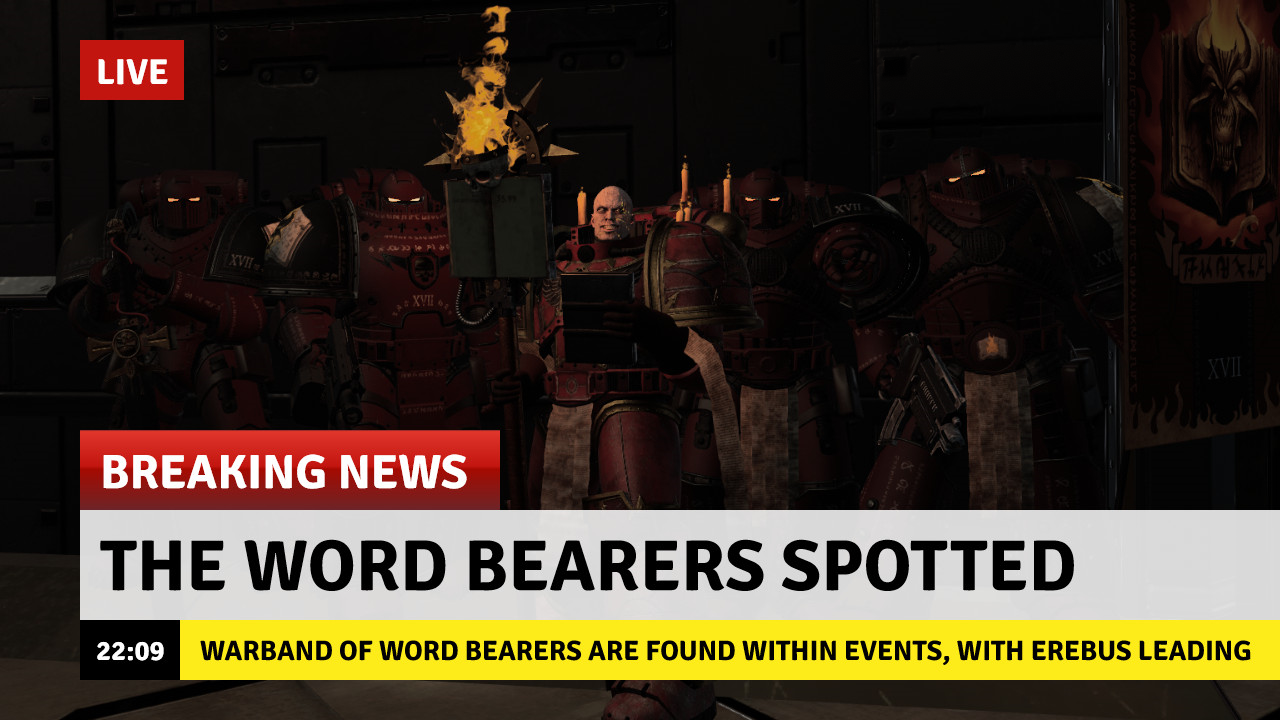 LIVE
XVII
XVII
XVII
XVII
XVII
BREAKING NEWS
THE WORD BEARERS SPOTTED
22:09 WARBAND OF WORD BEARERS ARE FOUND WITHIN EVENTS, WITH EREBUS LEADING